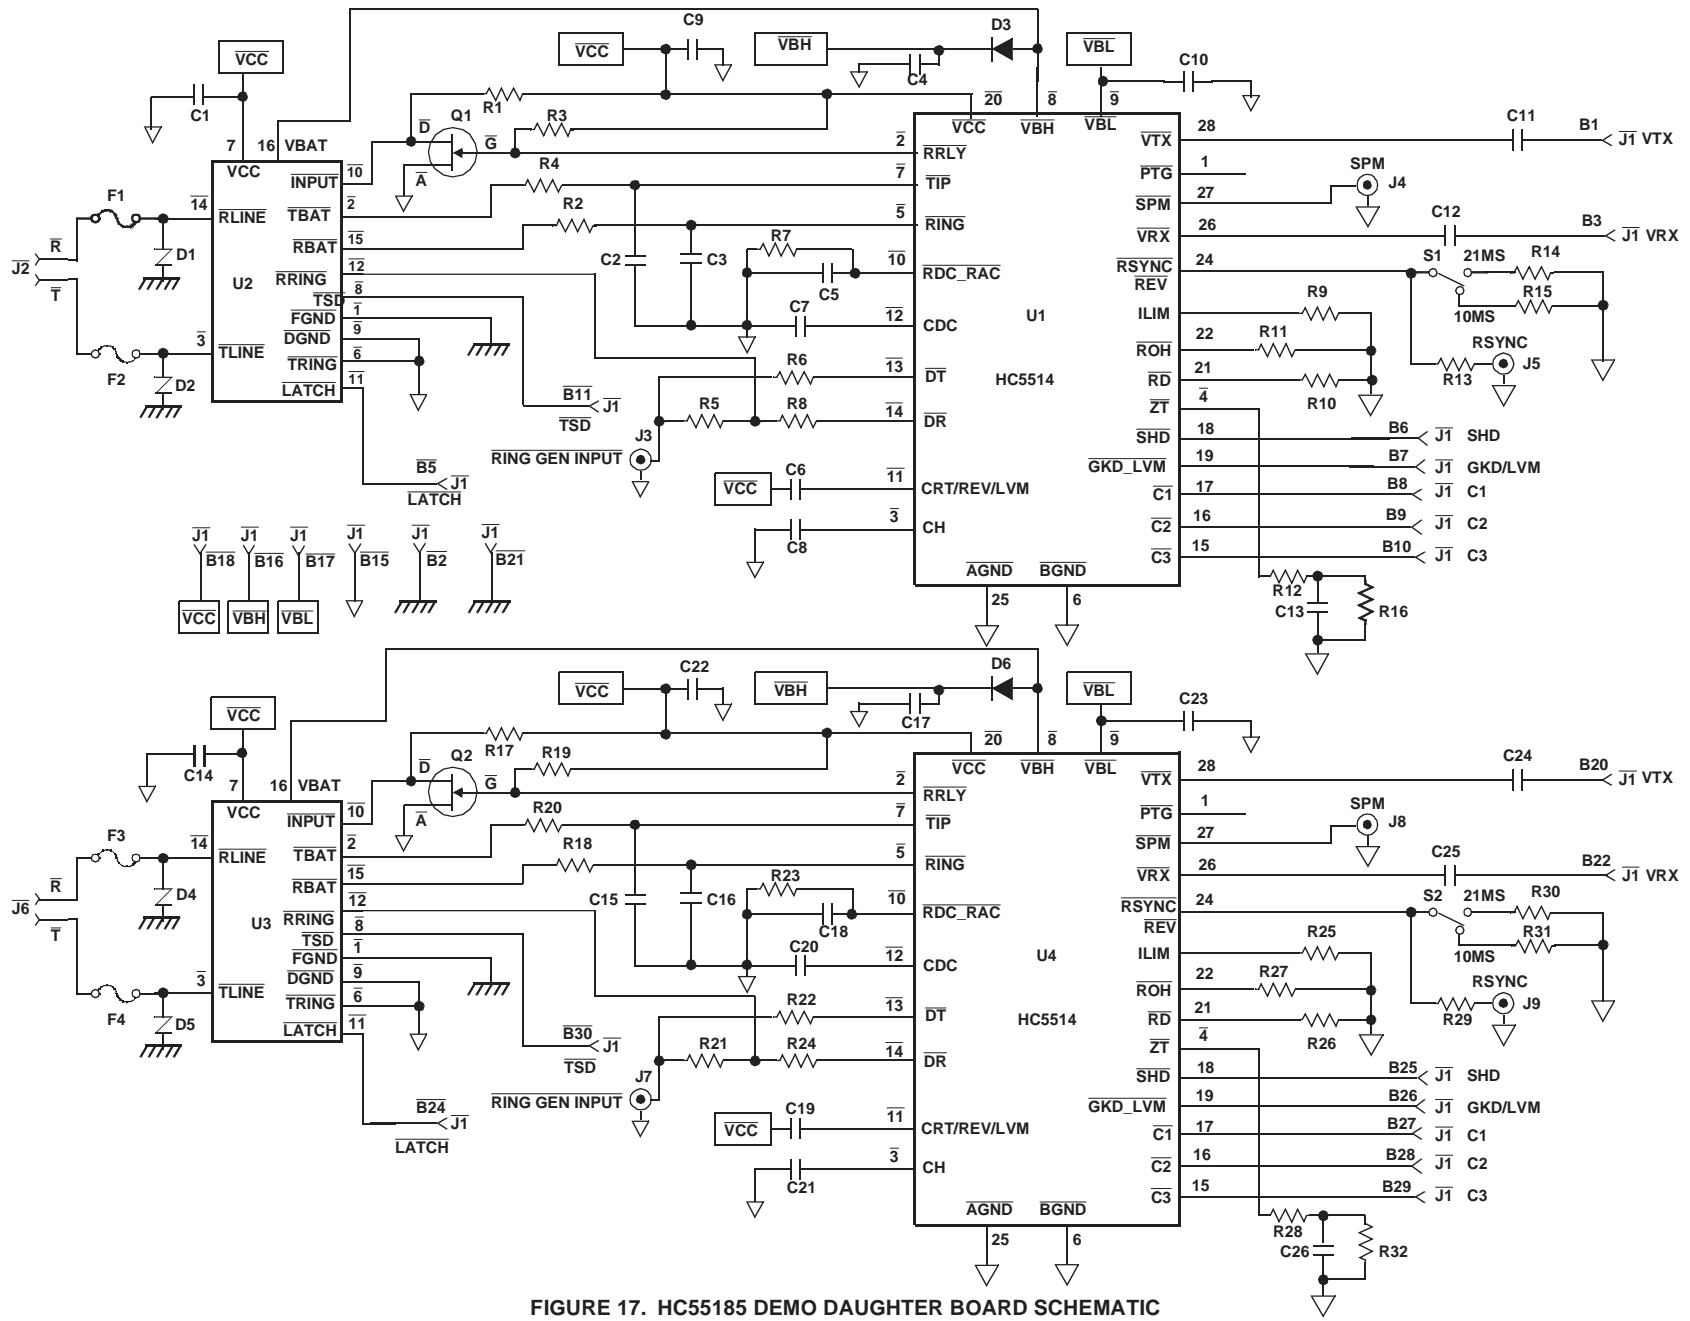 C9
D3
VCC
VCC
VBH
VBL
C10
C4
C1
R1
20
8
9
R3
Q1
D
G
A
VCC
VBH
VBL
28
C11
B1
J1 VTX
VTX
7
16
VBAT
VCC
10
INPUT
2
RRLY
1
PTG
SPM
J4
R4
7
TIP
27
SPM
F1
14
RLINE
2
TBAT
R2
5
RING
26
VRX
C12
B3
J1 VRX
15
RBAT
R
J2
T
D1
12
RRING
U2
8
TSD
1
FGND
9
DGND
6
TRING
11
LATCH
3
TLINE
F2
D2
C2
C3
R7
C5
10
RDC_RAC
C7
12
CDC
U1
HC5514
24
RSYNC
REV
S1
21MS
R14
R15
10MS
R9
ILIM
22
ROH
R11
RSYNC
J5
R13
21
RD
R10
4
ZT
R6
13
DT
R5
R8
14
DR
B11
J1
TSD
J3
RING GEN INPUT
18
SHD
B6
J1 SHD
19
GKD_LVM
B7
J1 GKD/LVM
17
C1
B8
J1 C1
16
C2
B9
J1 C2
15
C3
B10
J1 C3
B5
J1
LATCH
C6
VCC
11
CRT/REV/LVM
C8
3
CH
AGND
BGND
25
6
R12
C13
R16
J1
J1
J1
J1
J1
J1
B18
B16
B17
B15
B2
B21
VCC
VBH
VBL
C22
D6
VCC
VCC
VBH
VBL
C23
C17
C14
R17
20
8
9
R19
Q2
D
G
A
VCC
VBH
VBL
28
C24
B20
J1 VTX
VTX
7
16
VBAT
VCC
10
INPUT
2
RRLY
1
PTG
SPM
J8
R20
7
TIP
27
SPM
F3
14
RLINE
2
TBAT
R18
5
RING
26
VRX
C25
B22
J1 VRX
15
RBAT
R
J6
T
D4
12
RRING
U3
8
TSD
1
FGND
9
DGND
6
TRING
11
LATCH
3
TLINE
F4
D5
C15
C16
R23
C18
10
RDC_RAC
C20
12
CDC
U4
HC5514
24
RSYNC
REV
S2
21MS
R30
R31
10MS
R25
ILIM
22
ROH
R27
RSYNC
J9
R29
21
RD
R26
4
ZT
R22
13
DT
R21
R24
14
DR
B30
J1
TSD
J7
RING GEN INPUT
18
SHD
B25
J1 SHD
19
GKD_LVM
B26
J1 GKD/LVM
17
C1
B27
J1 C1
16
C2
B28
J1 C2
15
C3
B29
J1 C3
B24
J1
LATCH
C19
VCC
11
CRT/REV/LVM
C21
3
CH
AGND
BGND
25
6
R28
C26
R32
FIGURE 17. HC55185 DEMO DAUGHTER BOARD SCHEMATIC